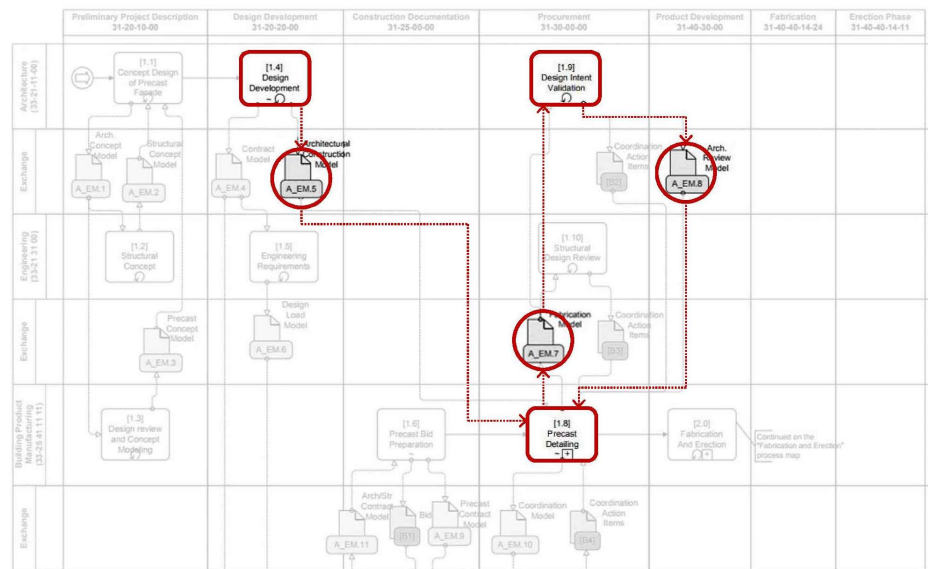 Preliminary Project Description
31-20-10-00
Design Development
31-20-20-00
Construction Documentation
31-25-00-00
Procurement
31-30-00-00
Product Development
31-40-30-00
Fabrication
31-40-40-14-24
Erection Phase
31-40-40-14-11
Architecture
(33-21-11-00)
[1.1]
Concept Design
of Precast
Facade
[1.4]
Design
Development
~
[1.9]
Design Intent
Validation
Exchange
Arch.
Concept
Model
A_EM.1
Structural
Concept
Model
A_EM.2
Contract
Model
A_EM.4
Architectural
Construction
Model
A_EM.5
Coordination
Action
Items
[B2]
Arch.
Review
Model
A_EM.8
Engineering
(33-21 31 00)
[1.2]
Structural
Concept
[1.5]
Engineering
Requirements
[1.10]
Structural
Design Review
Exchange
Precast
Concept
Model
A_EM.3
Design
Load
Model
A_EM.6
Fabrication
Model
A_EM.7
Coordination
Action
Items
[B3]
Building Product
Manufacturing
(33-25 41 11 11)
[1.3]
Design review
and Concept
Modeling
[1.6]
Precast Bid
Preparation
~
[1.8]
Precast
Detailing
~ +
[2.0]
Fabrication
And Erection
+
Continued on the
"Fabrication and Erection"
process map
Exchange
Arch/Str
Contract
Model
A_EM.11
Bid
[B1]
Precast
Contract
Model
A_EM.9
Coordination
Model
A_EM.10
Coordination
Action
Items
[B4]